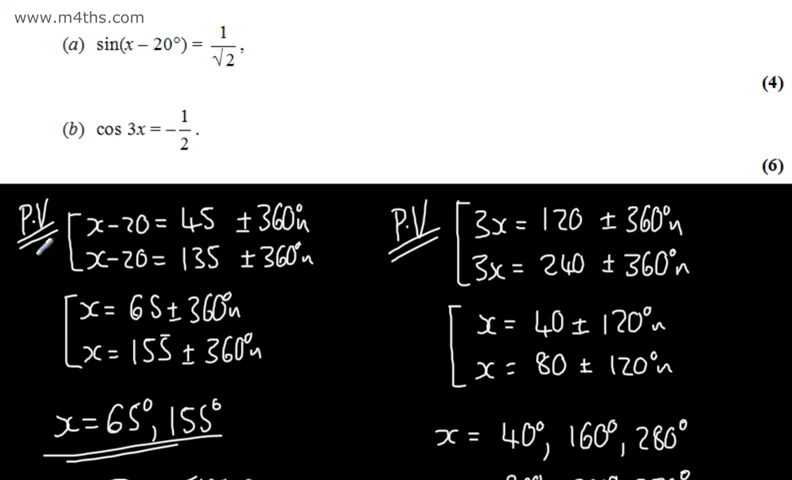 www.m4ths.com
(a) sin(x – 20°) = 1/√2,
(4)
(b) cos 3x = –1/2.
(6)
P.V
x-20 = 45 ± 360°n
x-20 = 135 ± 360°n
x = 65 ± 360°n
x = 155 ± 360°n
x = 65°, 155°
P.V
3x = 120 ± 360°n
3x = 240 ± 360°n
x = 40 ± 120°n
x = 80 ± 120°n
x = 40°, 160°, 280°